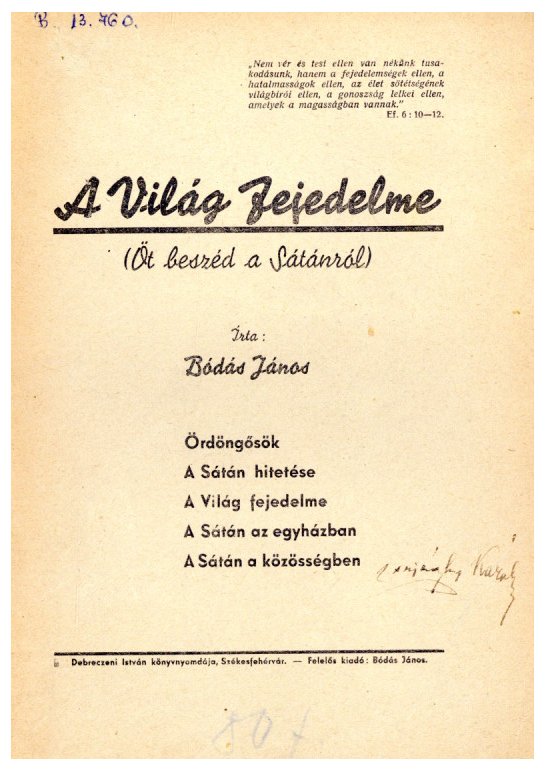 B. 13.760.
„Nem vér és test ellen van nékünk tusa-
kodásunk, hanem a fejedelemségek ellen, a
hatalmasságok ellen, az élet sötétségének
világbirói ellen, a gonoszság lelkei ellen,
amelyek a magasságban vannak."
Ef. 6 : 10—12.
A Világ Fejedelme
(Öt beszéd a Sátánról)
Írta :
Bódás János
Ördöngősök
A Sátán hitetése
A Világ fejedelme
A Sátán az egyházban
A Sátán a közösségben
Debreczeni István könyvnyomdája, Székesfehérvár. — Felelős kiadó : Bódás János.